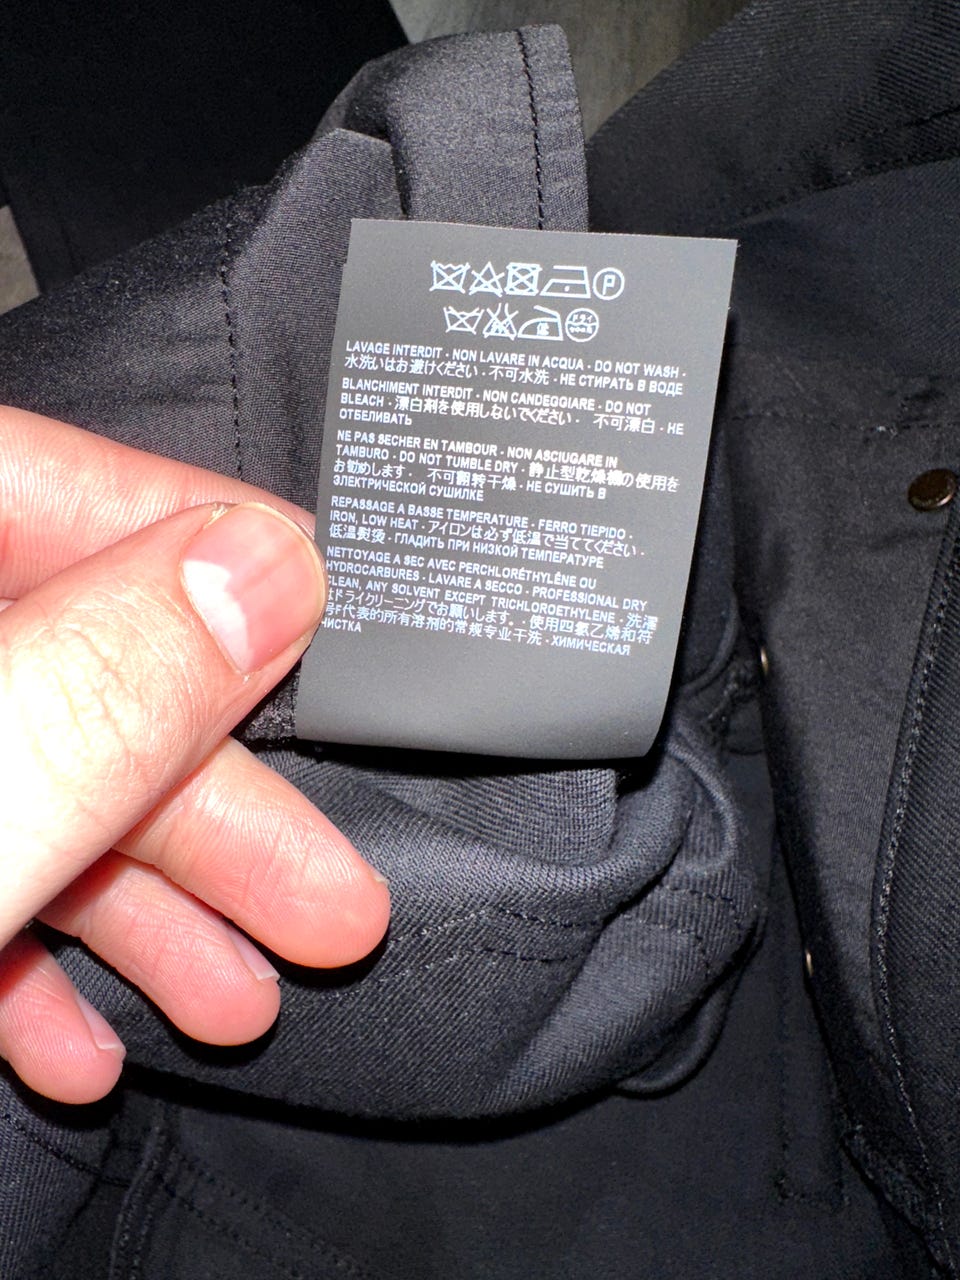 P
ドライ
LAVAGE INTERDIT - NON LAVARE IN ACQUA - DO NOT WASH -
水洗いはお避けください · 不可水洗 - НЕ СТИРАТЬ В ВОДЕ
BLANCHIMENT INTERDIT - NON CANDEGGIARE - DO NOT
BLEACH - 漂白剤を使用しないでください · 不可漂白 - НЕ
ОТБЕЛИВАТЬ
NE PAS SECHER EN TAMBOUR - NON ASCIUGARE IN
TAMBURO - DO NOT TUMBLE DRY - 静止型乾燥機の使用を
お勧めします. 不可翻转干燥 - НЕ СУШИТЬ В
ЭЛЕКТРИЧЕСКОЙ СУШИЛКЕ
REPASSAGE A BASSE TEMPERATURE - FERRO TIEPIDO -
IRON, LOW HEAT - アイロンは必ず低温で当ててください.
低温熨烫 - ГЛАДИТЬ ПРИ НИЗКОЙ ТЕМПЕРАТУРЕ
NETTOYAGE A SEC AVEC PERCHLORÉTHYLÈNE OU
HYDROCARBURES - LAVARE A SECCO - PROFESSIONAL DRY
CLEAN, ANY SOLVENT EXCEPT TRICHLOROETHYLENE - 洗濯
はドライクリーニングでお願いします. - 使用四氯乙烯和符
号F代表的所有溶剂的常规专业干洗 - ХИМИЧЕСКАЯ
ЧИСТКА